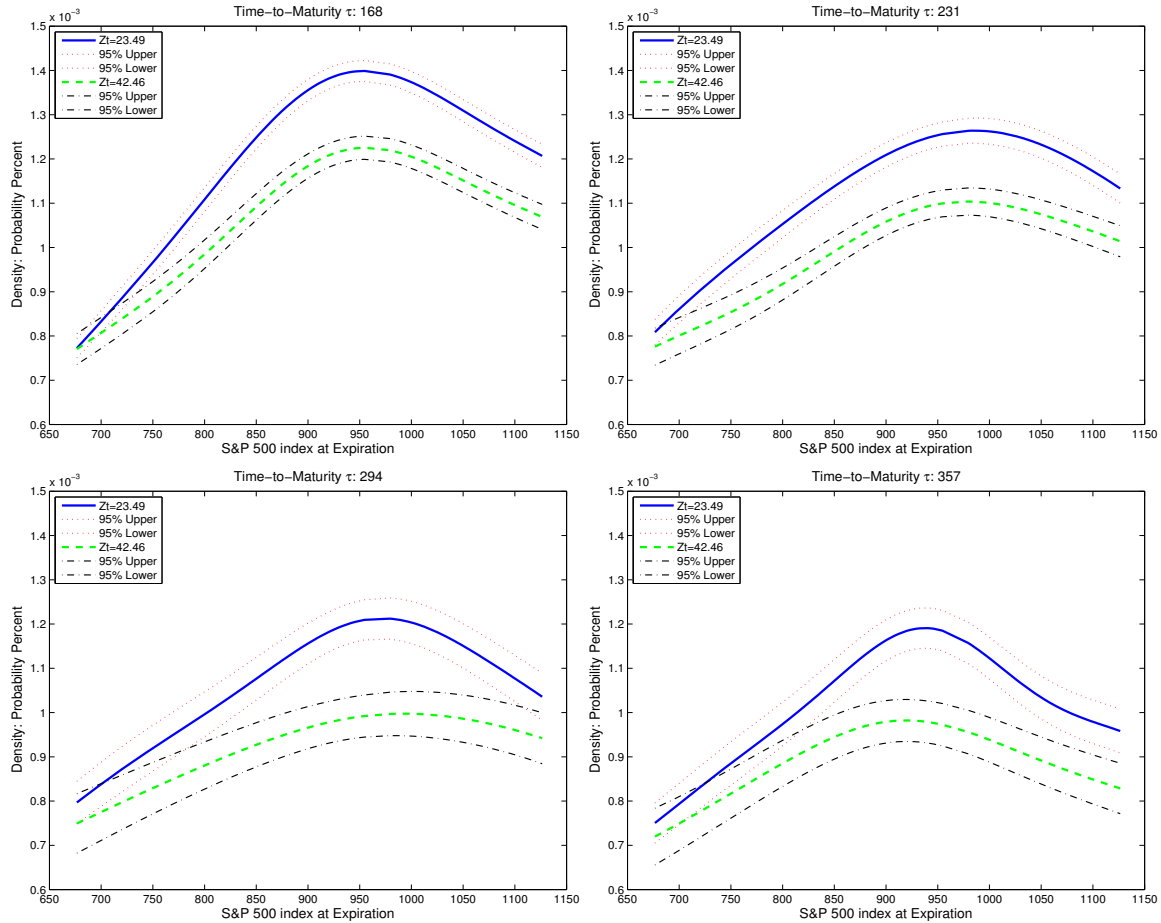 Time−to−Maturity τ: 168
x 10−3
1.5
1.4
1.3
1.2
1.1
1
0.9
0.8
0.7
0.6
Density: Probability Percent
Zt=23.49
95% Upper
95% Lower
Zt=42.46
95% Upper
95% Lower
650 700 750 800 850 900 950 1000 1050 1100 1150
S&P 500 index at Expiration
Time−to−Maturity τ: 231
x 10−3
1.5
1.4
1.3
1.2
1.1
1
0.9
0.8
0.7
0.6
Density: Probability Percent
Zt=23.49
95% Upper
95% Lower
Zt=42.46
95% Upper
95% Lower
650 700 750 800 850 900 950 1000 1050 1100 1150
S&P 500 index at Expiration
Time−to−Maturity τ: 294
x 10−3
1.5
1.4
1.3
1.2
1.1
1
0.9
0.8
0.7
0.6
Density: Probability Percent
Zt=23.49
95% Upper
95% Lower
Zt=42.46
95% Upper
95% Lower
650 700 750 800 850 900 950 1000 1050 1100 1150
S&P 500 index at Expiration
Time−to−Maturity τ: 357
x 10−3
1.5
1.4
1.3
1.2
1.1
1
0.9
0.8
0.7
0.6
Density: Probability Percent
Zt=23.49
95% Upper
95% Lower
Zt=42.46
95% Upper
95% Lower
650 700 750 800 850 900 950 1000 1050 1100 1150
S&P 500 index at Expiration